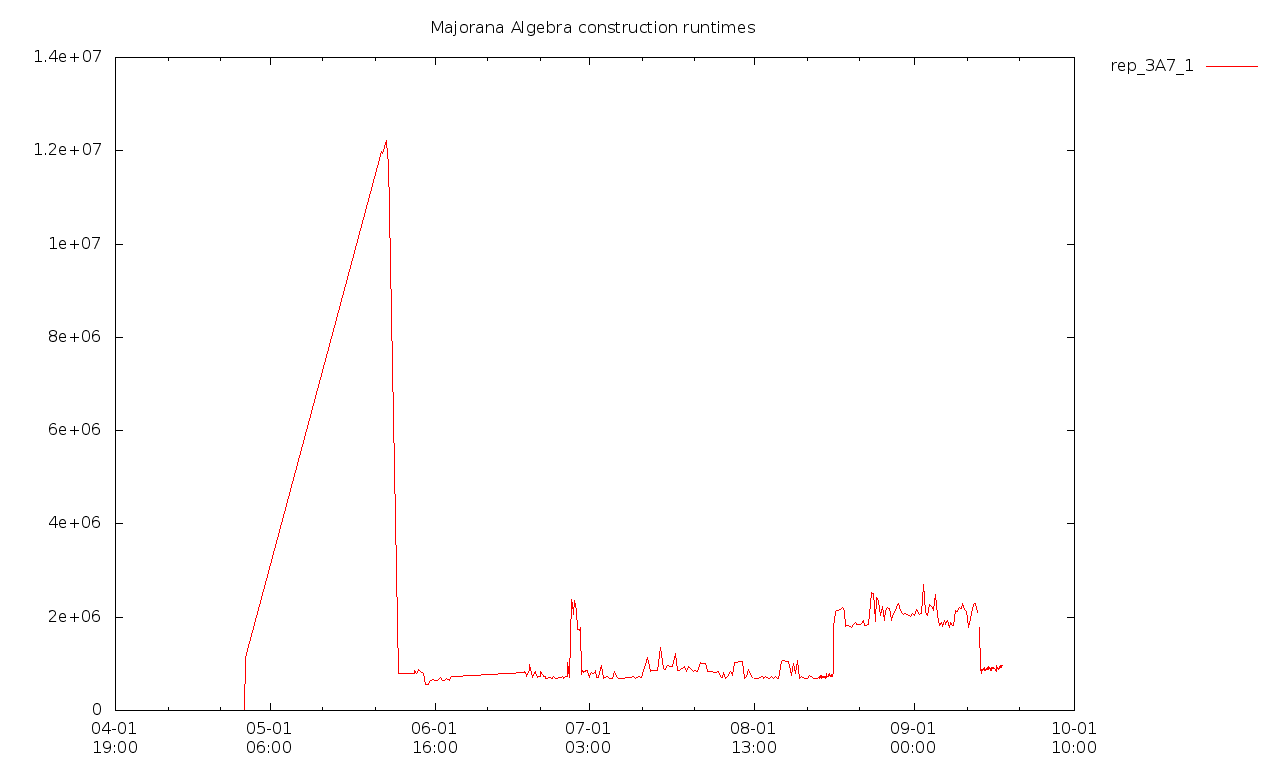 Majorana Algebra construction runtimes
rep_3A7_1
1.4e+07
1.2e+07
1e+07
8e+06
6e+06
4e+06
2e+06
0
04-01 05-01 06-01 07-01 08-01 09-01 10-01
19:00 06:00 16:00 03:00 13:00 00:00 10:00